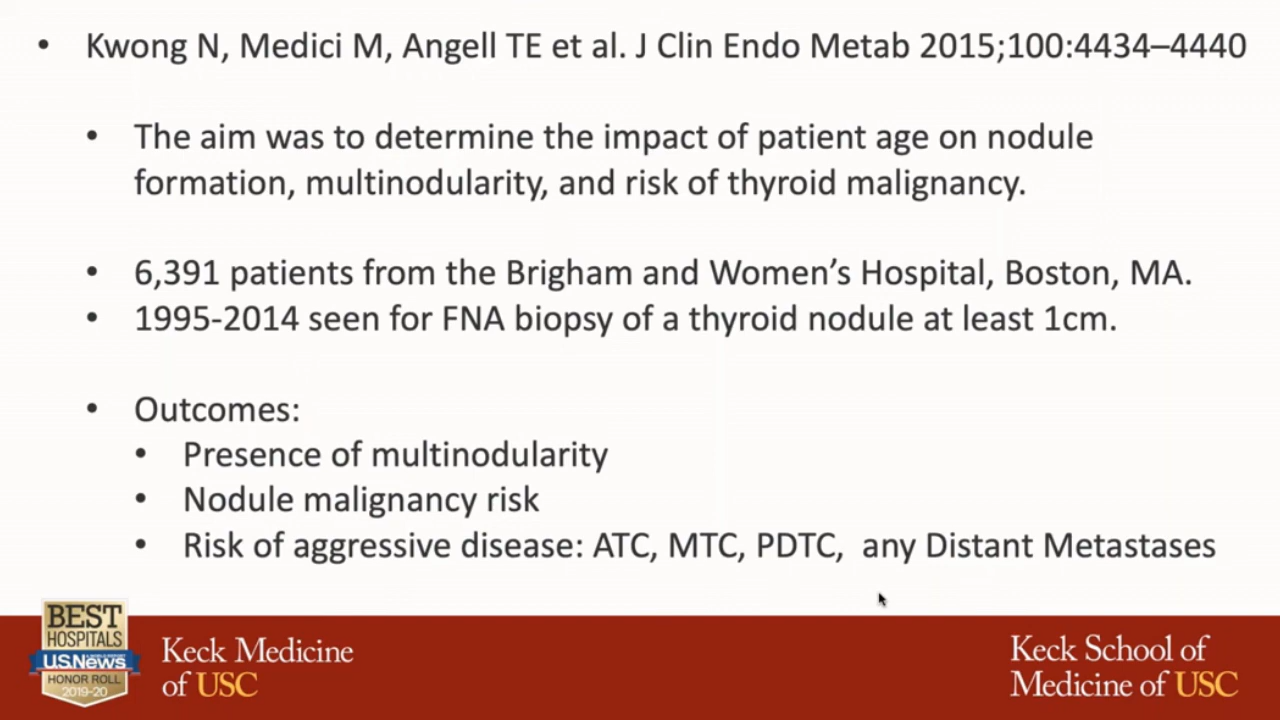 • Kwong N, Medici M, Angell TE et al. J Clin Endo Metab 2015;100:4434–4440
• The aim was to determine the impact of patient age on nodule
formation, multinodularity, and risk of thyroid malignancy.
• 6,391 patients from the Brigham and Women’s Hospital, Boston, MA.
• 1995-2014 seen for FNA biopsy of a thyroid nodule at least 1cm.
• Outcomes:
• Presence of multinodularity
• Nodule malignancy risk
• Risk of aggressive disease: ATC, MTC, PDTC,  any Distant Metastases
BEST
HOSPITALS
U.S.News
HONOR ROLL
2019-20
Keck Medicine
of USC
Keck School of
Medicine of USC